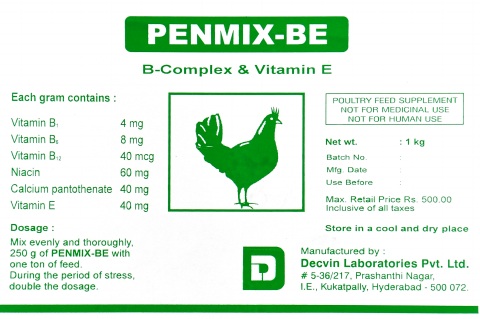 PENMIX-BE
B-Complex & Vitamin E
Each gram contains :
Vitamin B₁ 4 mg
Vitamin B₆ 8 mg
Vitamin B₁₂ 40 mcg
Niacin 60 mg
Calcium pantothenate 40 mg
Vitamin E 40 mg
Dosage :
Mix evenly and thoroughly,
250 g of PENMIX-BE with
one ton of feed.
During the period of stress,
double the dosage.
POULTRY FEED SUPPLEMENT
NOT FOR MEDICINAL USE
NOT FOR HUMAN USE
Net wt. : 1 kg
Batch No. :
Mfg. Date :
Use Before :
Max. Retail Price Rs. 500.00
Inclusive of all taxes
Store in a cool and dry place
D
Manufactured by :
Decvin Laboratories Pvt. Ltd.
# 5-36/217, Prashanthi Nagar,
I.E., Kukatpally, Hyderabad - 500 072.